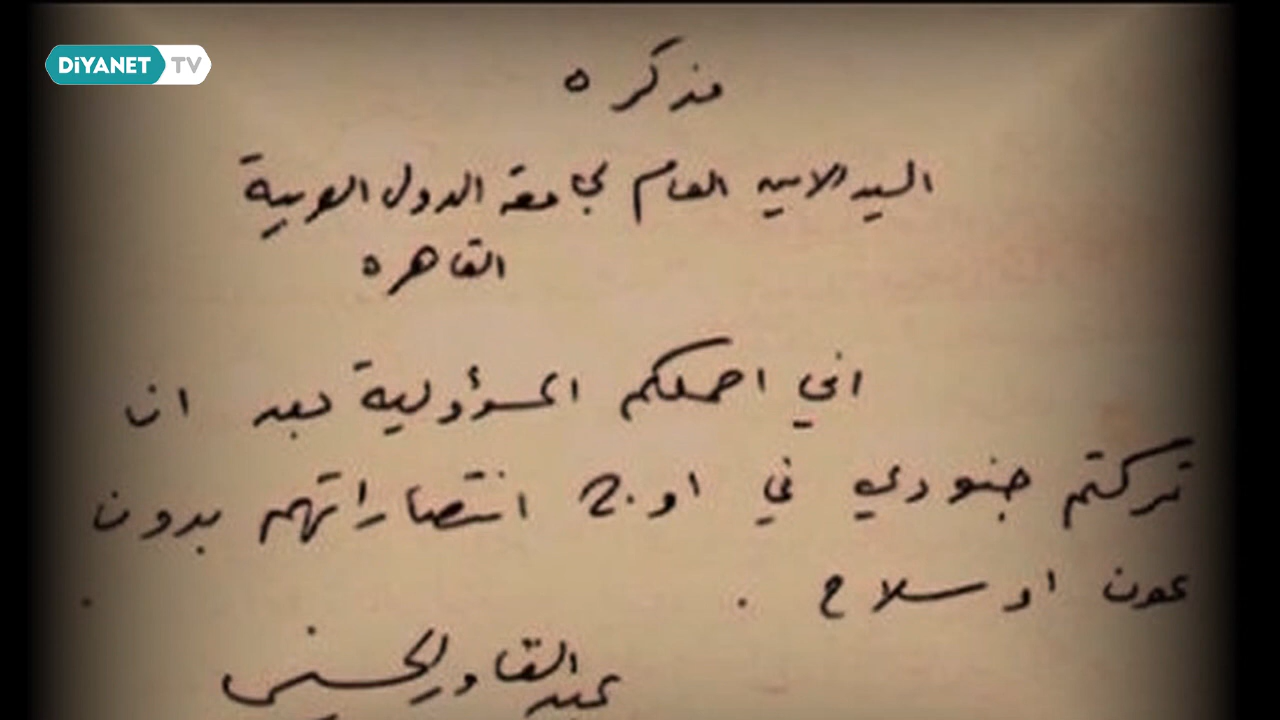 DİYANET TV
مذكره
السيد الامين العام لجامعة الدول العربية
القاهره
اني احملكم المسؤولية بعد ان
تركتم جنودي في اوج انتصاراتهم بدون
عون او سلاح .
عبد القادر الحسيني